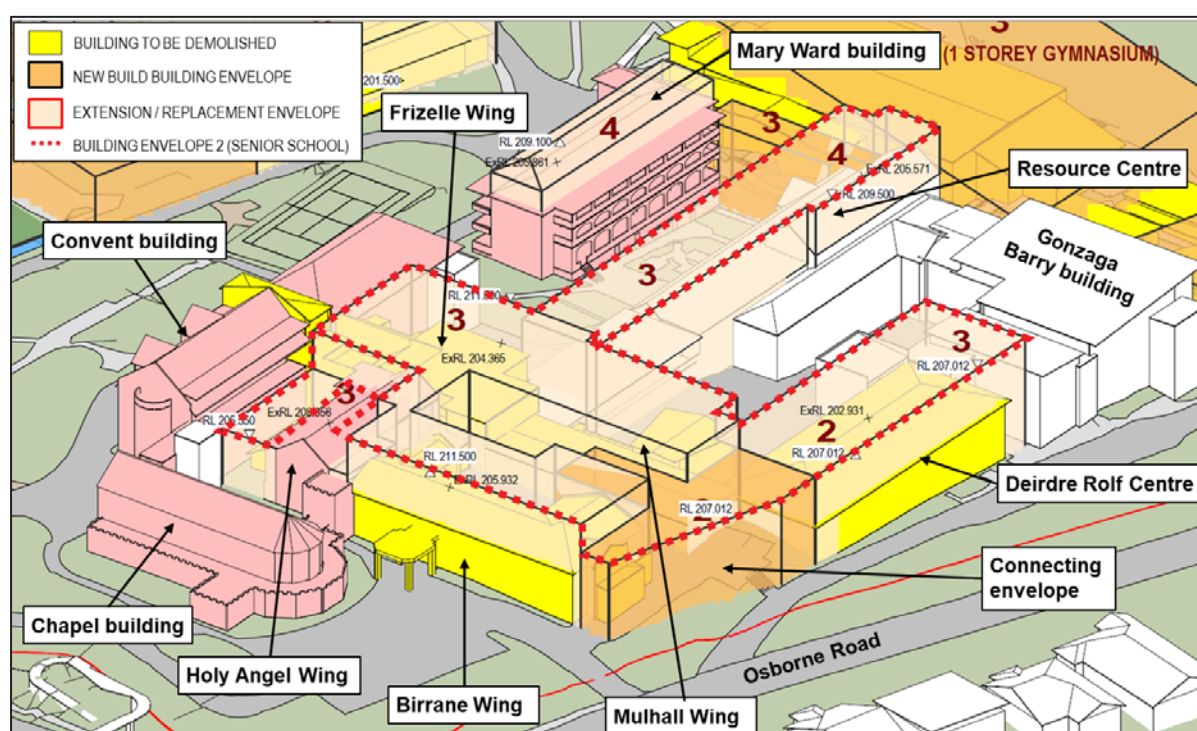 BUILDING TO BE DEMOLISHED
NEW BUILD BUILDING ENVELOPE
EXTENSION / REPLACEMENT ENVELOPE
BUILDING ENVELOPE 2 (SENIOR SCHOOL)
201.500
3
Mary Ward building
(1 STOREY GYMNASIUM)
Frizelle Wing
4
3
RL 209.100
4
ExRL 205.571
RL 209.500
Resource Centre
Convent building
Gonzaga
Barry building
3
3
ExRL 204.365
3
RL 207.012
3
ExRL 202.931
2
RL 207.012
RL 211.500
ExRL 205.932
RL 207.012
2
Deirdre Rolf Centre
Connecting
envelope
Chapel building
Holy Angel Wing
Birrane Wing
Mulhall Wing
Osborne Road